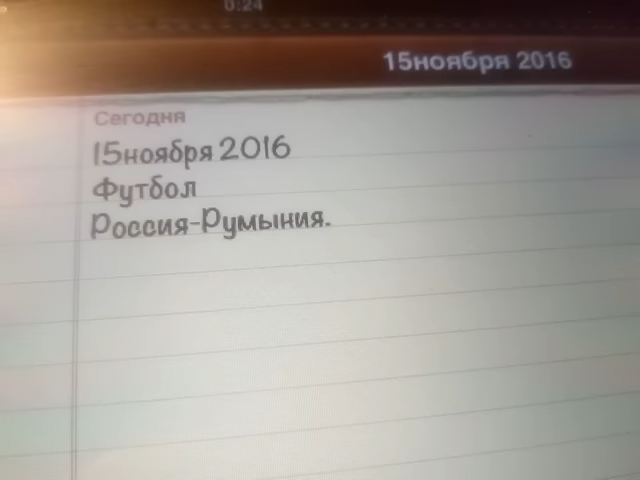 0:24
15ноября 2016
Сегодня
15ноября 2016
Футбол
Россия-Румыния.